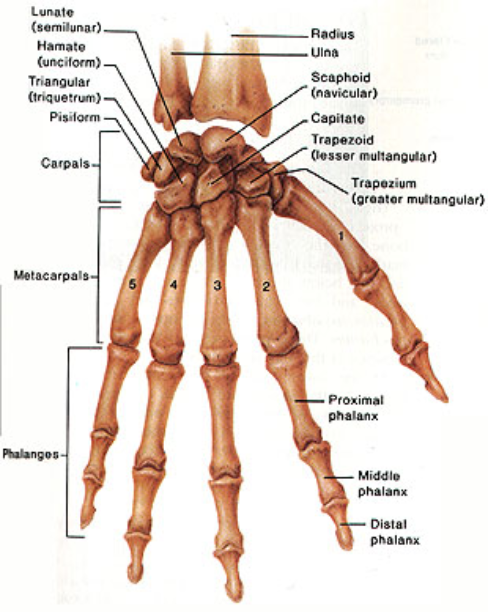 Lunate
(semilunar)
Hamate
(unciform)
Triangular
(triquetrum)
Pisiform
Carpals
Metacarpals
Phalanges
Radius
Ulna
Scaphoid
(navicular)
Capitate
Trapezoid
(lesser multangular)
Trapezium
(greater multangular)
1
5
4
3
2
Proximal
phalanx
Middle
phalanx
Distal
phalanx